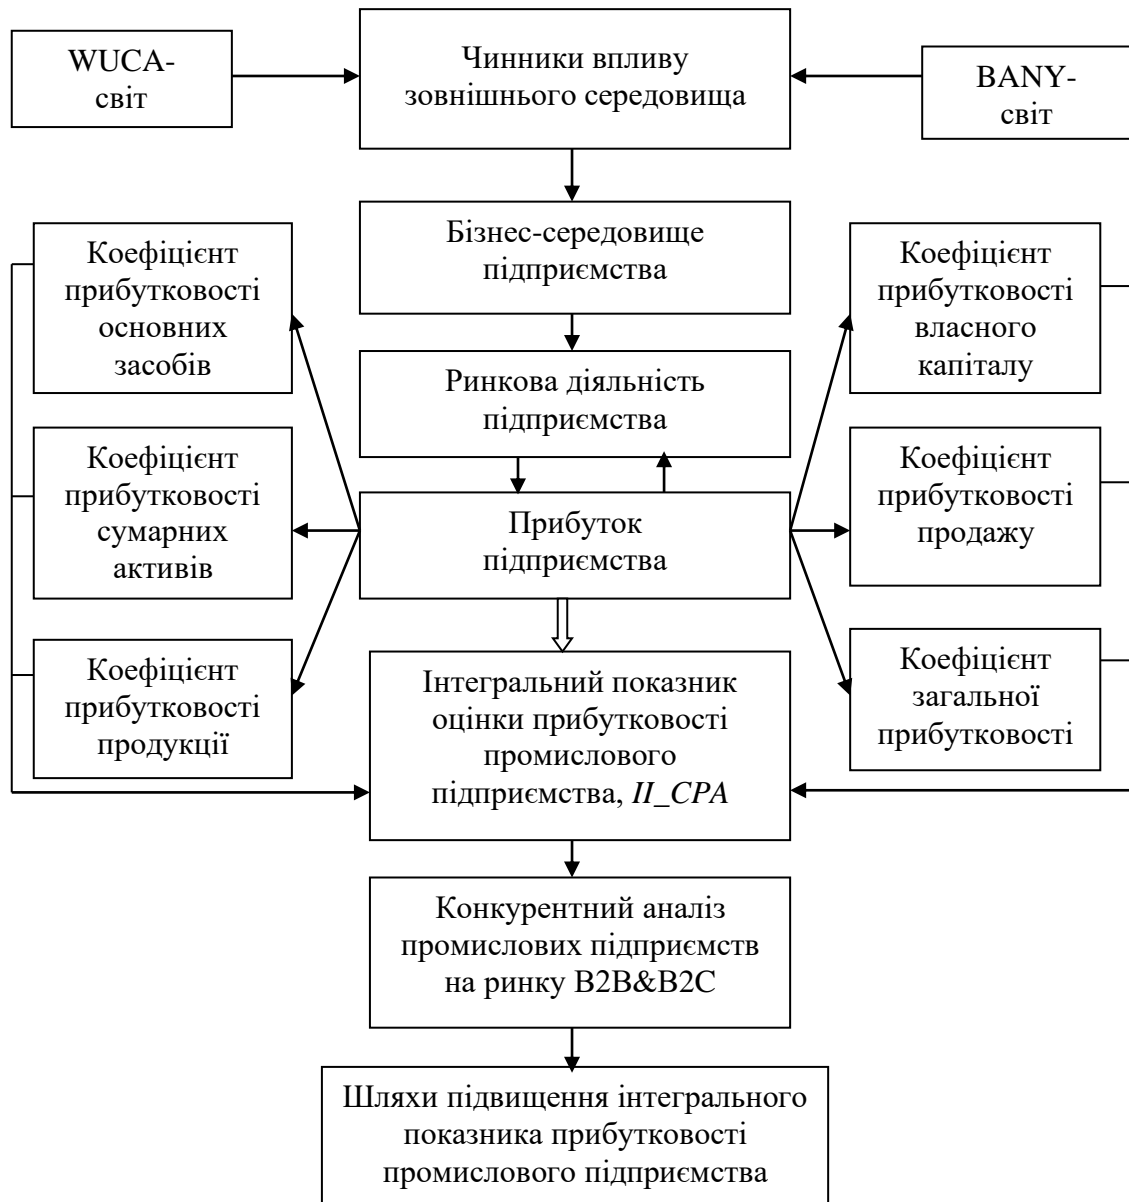 WUCA-
світ
Чинники впливу
зовнішнього середовища
BANY-
світ
Бізнес-середовище
підприємства
Коефіцієнт
прибутковості
основних
засобів
Коефіцієнт
прибутковості
власного
капіталу
Ринкова діяльність
підприємства
Коефіцієнт
прибутковості
сумарних
активів
Прибуток
підприємства
Коефіцієнт
прибутковості
продажу
Коефіцієнт
прибутковості
продукції
Інтегральний показник
оцінки прибутковості
промислового
підприємства, II_CPA
Коефіцієнт
загальної
прибутковості
Конкурентний аналіз
промислових підприємств
на ринку B2B&B2C
Шляхи підвищення інтегрального
показника прибутковості
промислового підприємства